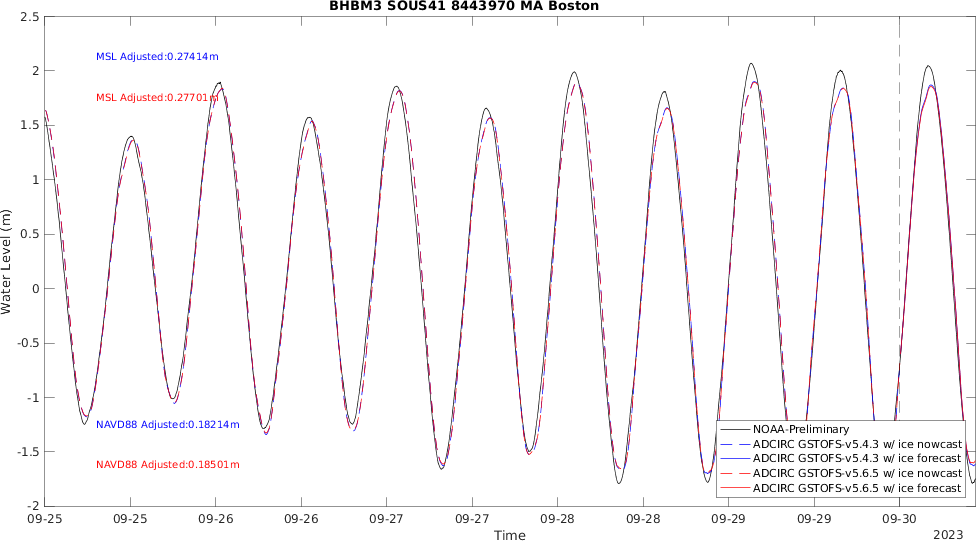 BHBM3 SOUS41 8443970 MA Boston
2.5
2
1.5
1
0.5
0
-0.5
-1
-1.5
-2
Water Level (m)
MSL Adjusted:0.27414m
MSL Adjusted:0.27701m
NAVD88 Adjusted:0.18214m
NAVD88 Adjusted:0.18501m
NOAA-Preliminary
ADCIRC GSTOFS-v5.4.3 w/ ice nowcast
ADCIRC GSTOFS-v5.4.3 w/ ice forecast
ADCIRC GSTOFS-v5.6.5 w/ ice nowcast
ADCIRC GSTOFS-v5.6.5 w/ ice forecast
09-25 09-25 09-26 09-26 09-27 09-27 09-28 09-28 09-29 09-29 09-30
Time
2023